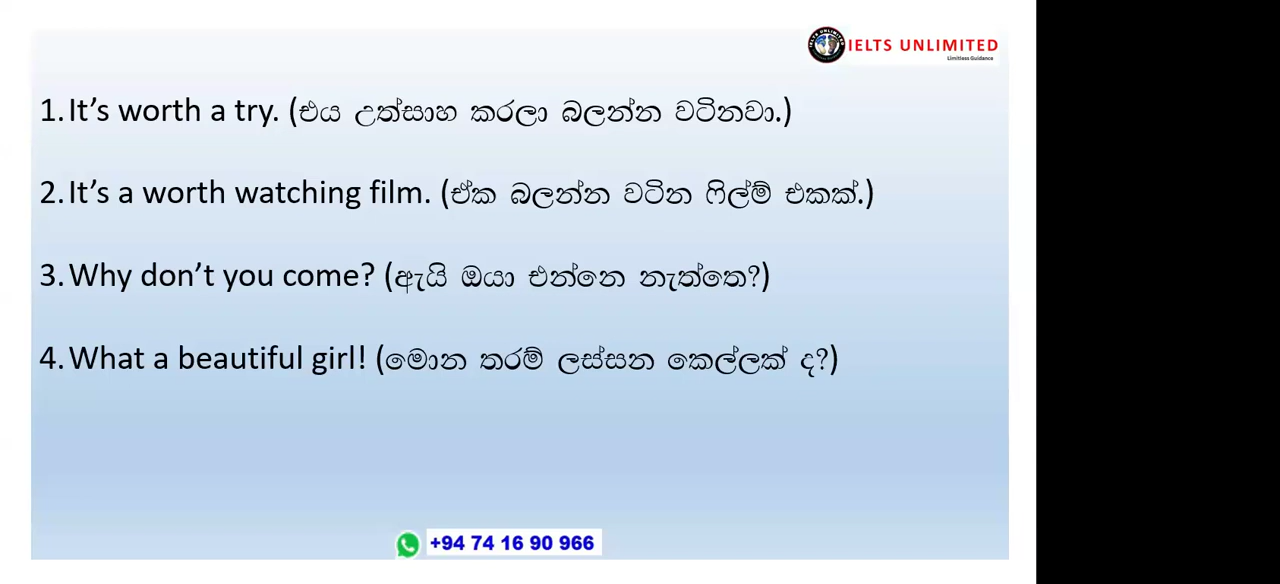 IELTS UNLIMITED
Limitless Guidance
1. It’s worth a try. (එය උත්සාහ කරලා බලන්න වටිනවා.)
2. It’s a worth watching film. (ඒක බලන්න වටින ෆිල්ම් එකක්.)
3. Why don’t you come? (ඇයි ඔයා එන්නෙ නැත්තෙ?)
4. What a beautiful girl! (මොන තරම් ලස්සන කෙල්ලක් ද?)
+94 74 16 90 966